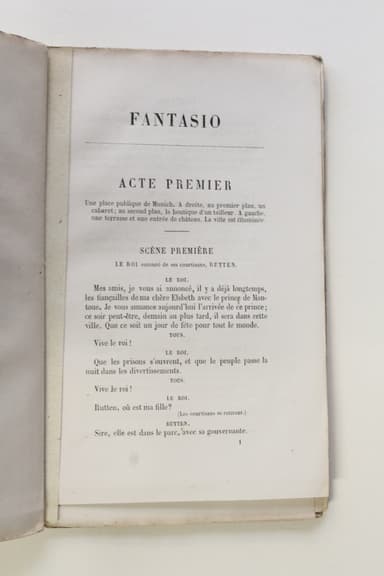 FANTASIO
ACTE PREMIER
Une place publique de Munich. A droite, au premier plan, un
cabaret; au second plan, la boutique d'un tailleur. A gauche
une terrasse et une entrée de château. La ville est illuminée
SCÈNE PREMIÈRE
LE ROI entouré de ses courtisans, RUTTEN.
LE ROI.
Mes amis, je vous ai annoncé, il y a déjà longtemps,
les fiançailles de ma chère Elsbeth avec le prince de Man-
toue. Je vous annonce aujourd'hui l'arrivée de ce prince;
ce soir peut-être, demain au plus tard, il sera dans cette
ville. Que ce soit un jour de fête pour tout le monde.
TOUS.
Vive le roi!
LE ROI.
Que les prisons s'ouvrent, et que le peuple passe la
nuit dans les divertissements.
TOUS.
Vive le roi!
LE ROI.
Rutten, où est ma fille?
(Les courtisans se retirent.)
RUTTEN.
Sire, elle est dans le parc, avec sa gouvernante.
1